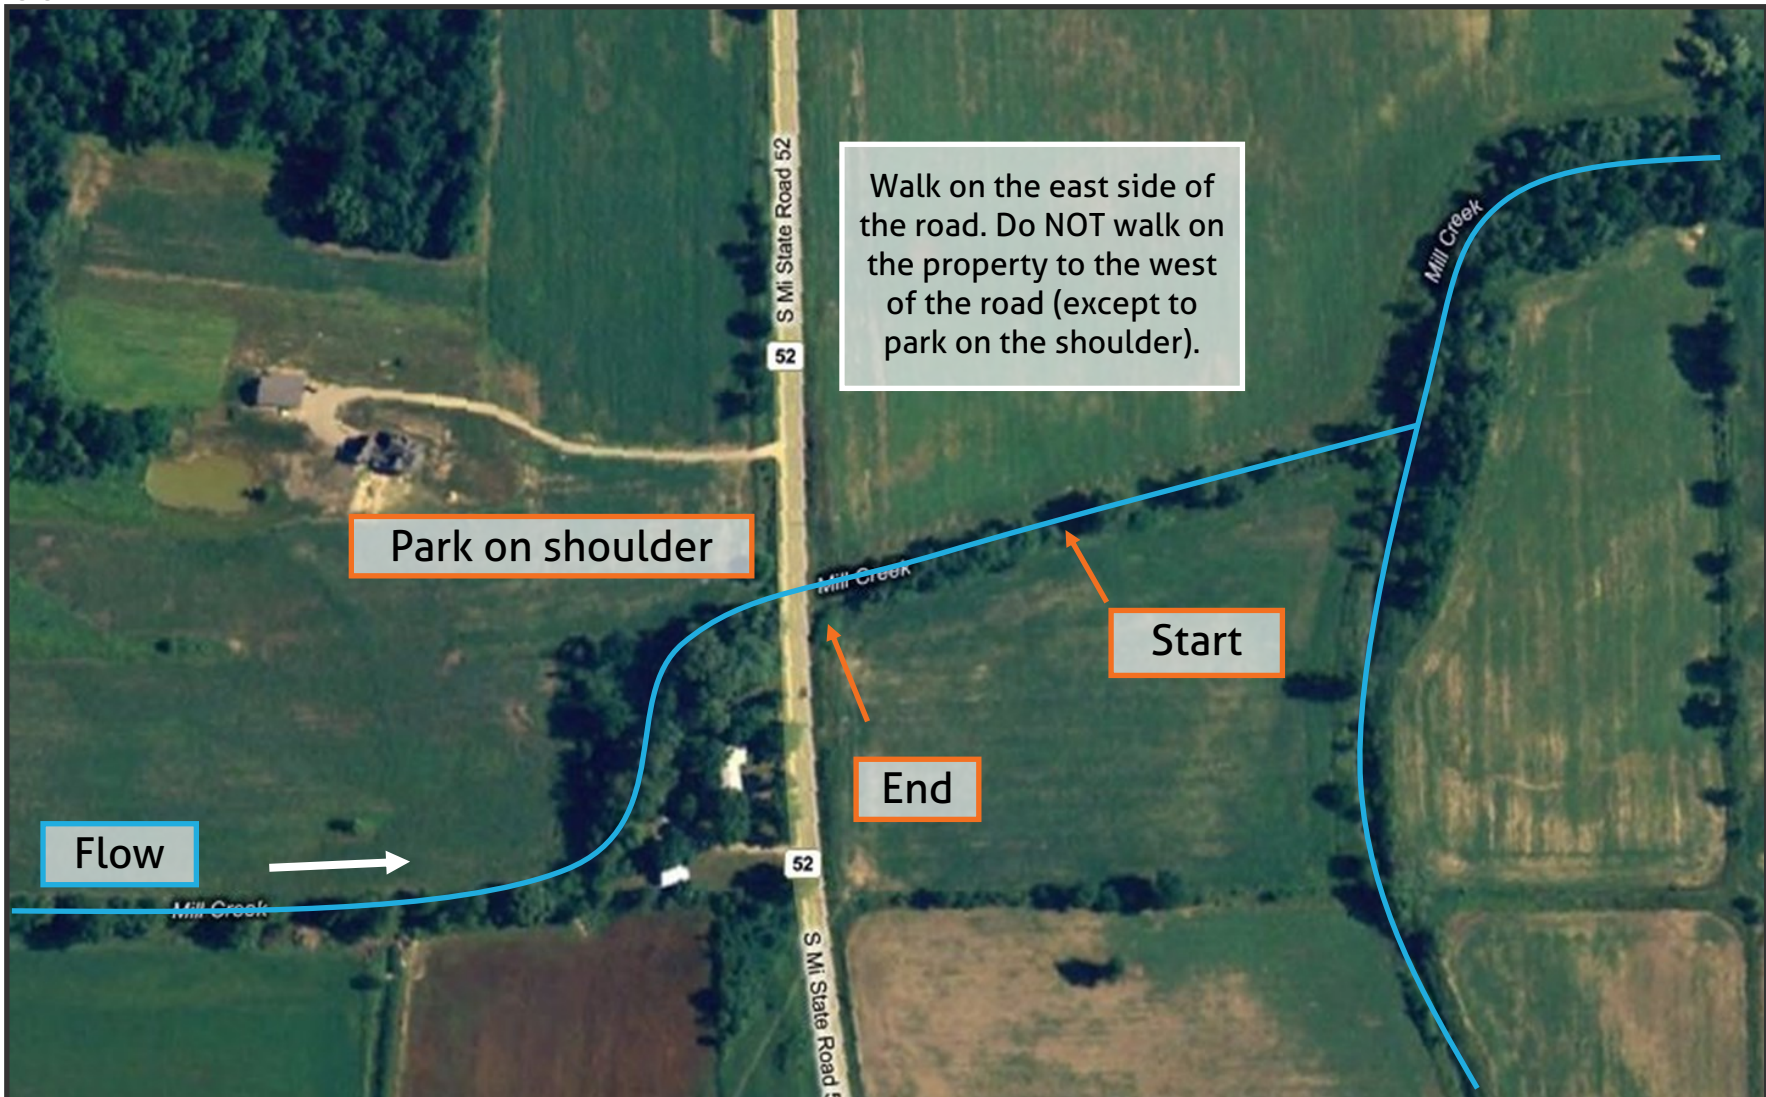 S Mi State Road 52
Walk on the east side of
the road. Do NOT walk on
the property to the west
of the road (except to
park on the shoulder).
Mill Creek
52
Park on shoulder
Mill Creek
Start
End
Flow
52
Mill Creek
S Mi State Road 5